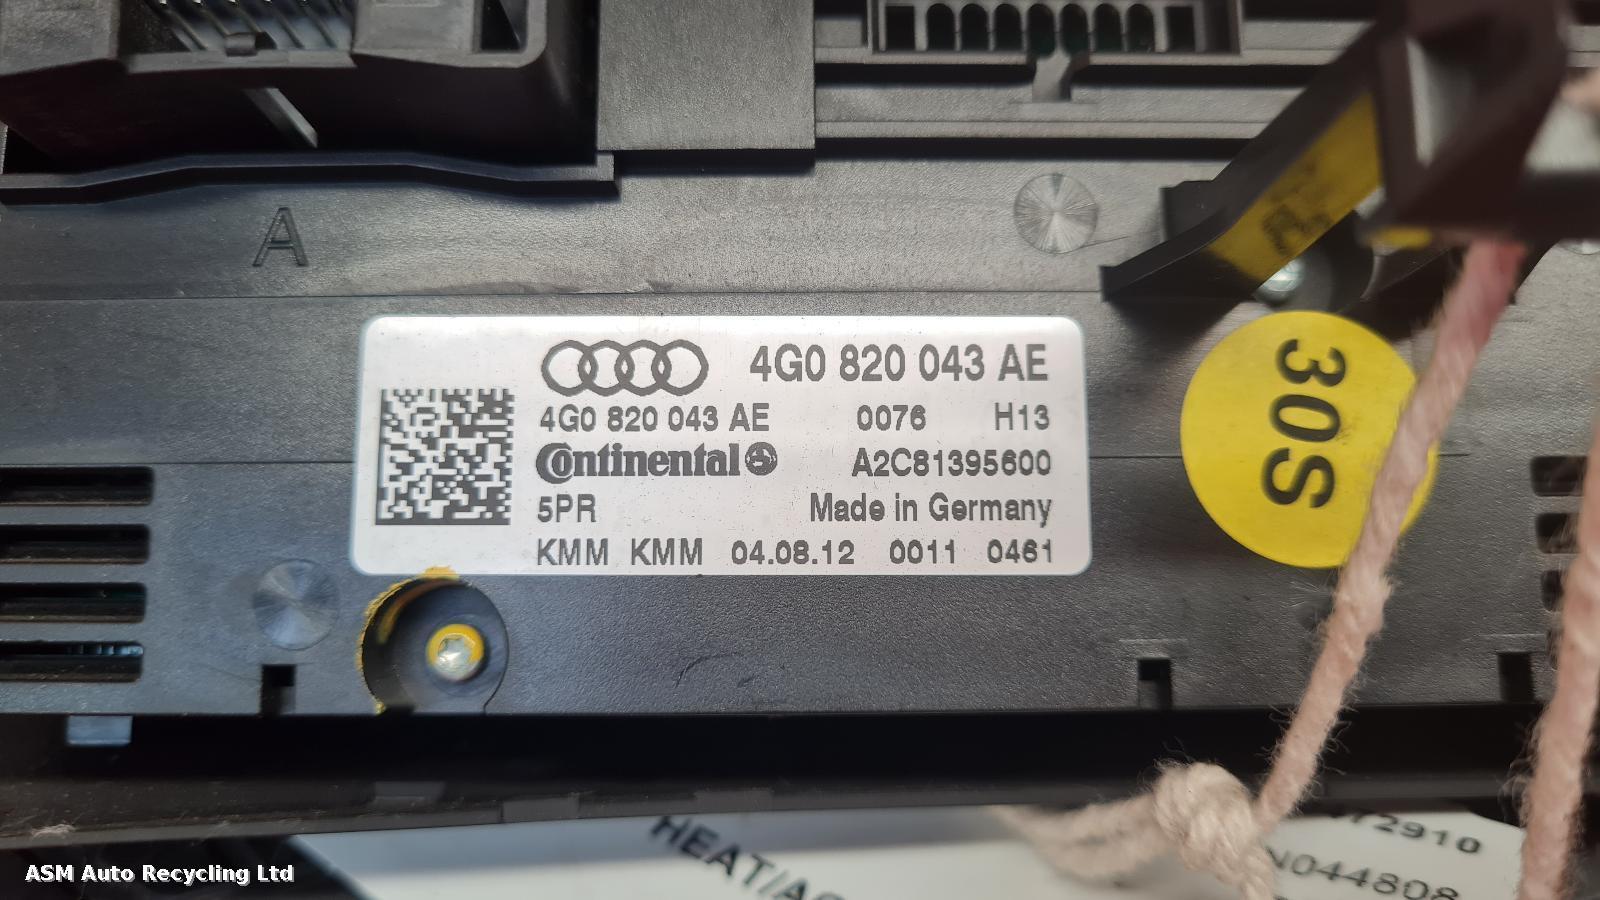 A
4G0 820 043 AE
4G0 820 043 AE 0076 H13
Continental A2C81395600
5PR Made in Germany
KMM KMM 04.08.12 0011 0461
30S
HEAT/A
72910
N044808
ASM Auto Recycling Ltd